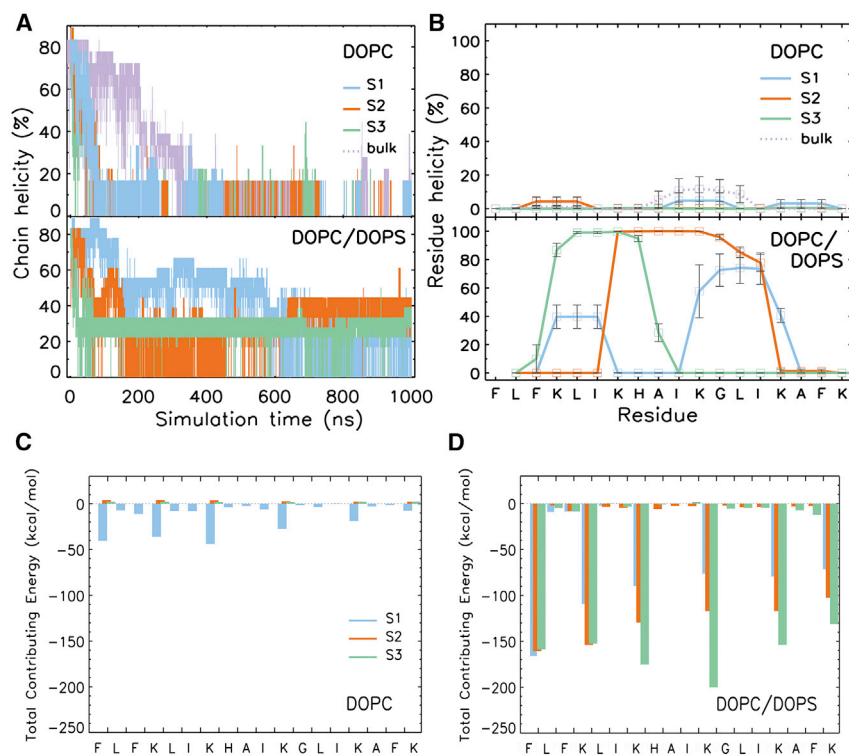 A
DOPC
S1
S2
S3
bulk
80
60
40
20
0
DOPC/DOPS
80
60
40
20
0
Chain helicity (%)
0 200 400 600 800 1000
Simulation time (ns)
B
DOPC
S1
S2
S3
bulk
100
80
60
40
20
0
DOPC/
DOPS
100
80
60
40
20
0
Residue helicity (%)
F L F K L I K H A I K G L I K A F K
Residue
C
Total Contributing Energy (kcal/mol)
0
−50
−100
−150
−200
−250
S1
S2
S3
DOPC
F L F K L I K H A I K G L I K A F K
D
Total Contributing Energy (kcal/mol)
0
−50
−100
−150
−200
−250
DOPC/DOPS
F L F K L I K H A I K G L I K A F K